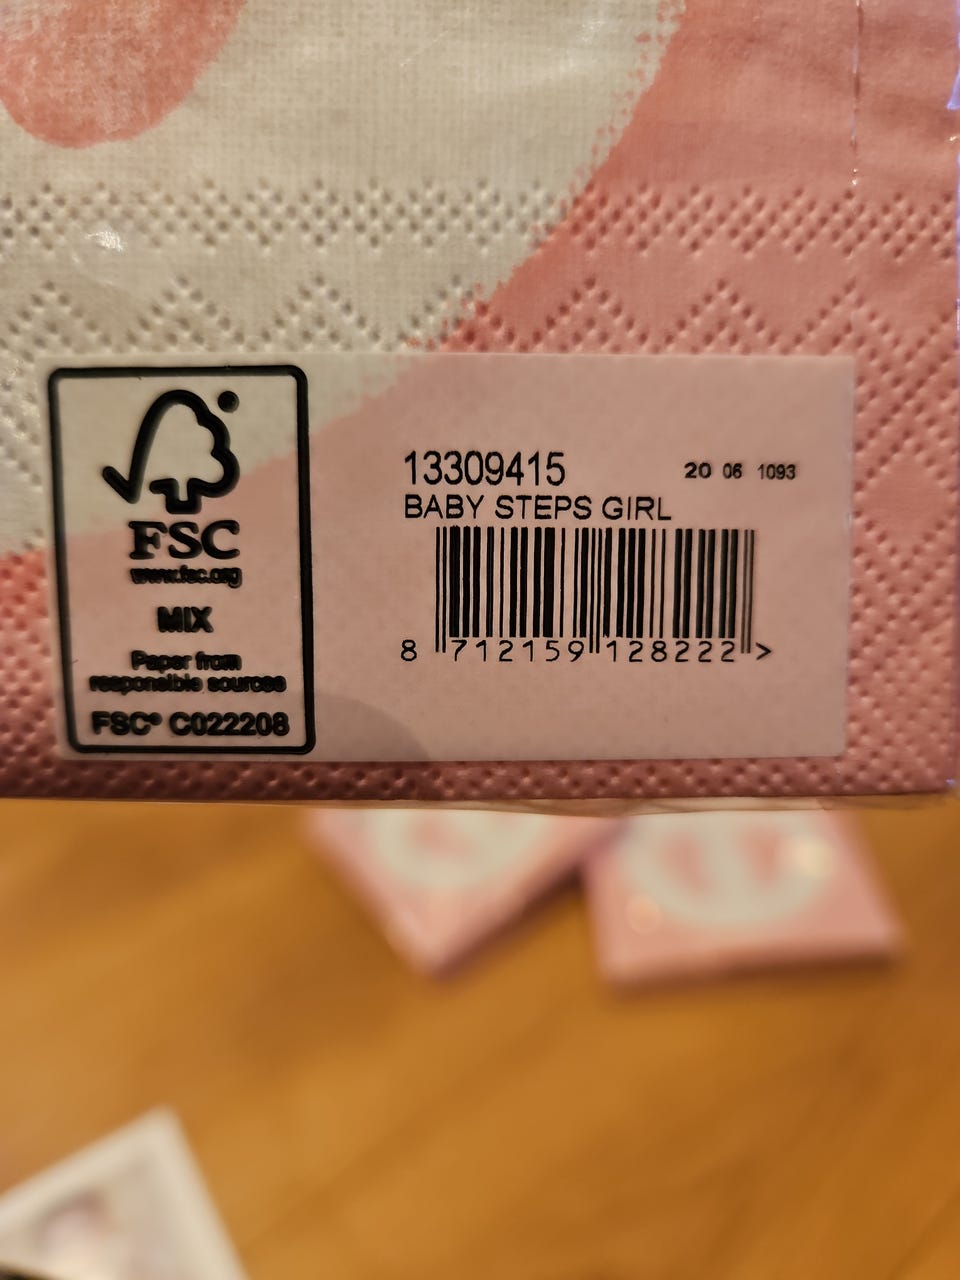 FSC
www.fsc.org
MIX
Paper from
responsible sources
FSC® C022208
13309415 20 06 1093
BABY STEPS GIRL
8 712159 128222 >